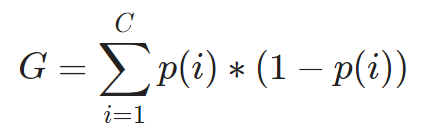 G = \sum_{i=1}^{C} p(i) * (1 − p(i))